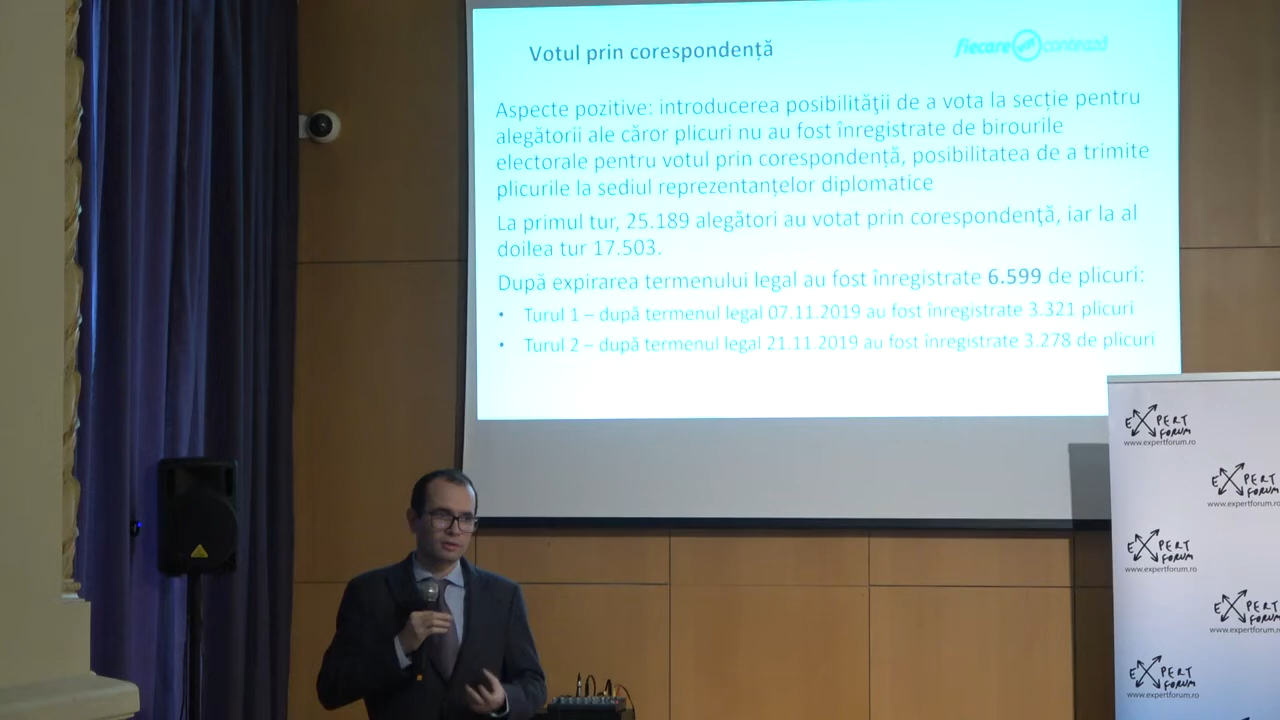 Votul prin corespondență
fiecare contează
Aspecte pozitive: introducerea posibilităţii de a vota la secție pentru
alegătorii ale căror plicuri nu au fost înregistrate de birourile
electorale pentru votul prin corespondență, posibilitatea de a trimite
plicurile la sediul reprezentanțelor diplomatice
La primul tur, 25.189 alegători au votat prin corespondenţă, iar la al
doilea tur 17.503.
După expirarea termenului legal au fost înregistrate 6.599 de plicuri:
• Turul 1 – după termenul legal 07.11.2019 au fost înregistrate 3.321 plicuri
• Turul 2 – după termenul legal 21.11.2019 au fost înregistrate 3.278 de plicuri
EXPERT
FORUM
www.expertforum.ro
EXPERT
FORUM
www.expertforum.ro
EXPERT
FORUM
www.expertforum.ro
EXPERT
FORUM
www.expertforum.ro
EXPERT
FORUM
www.expertforum.ro